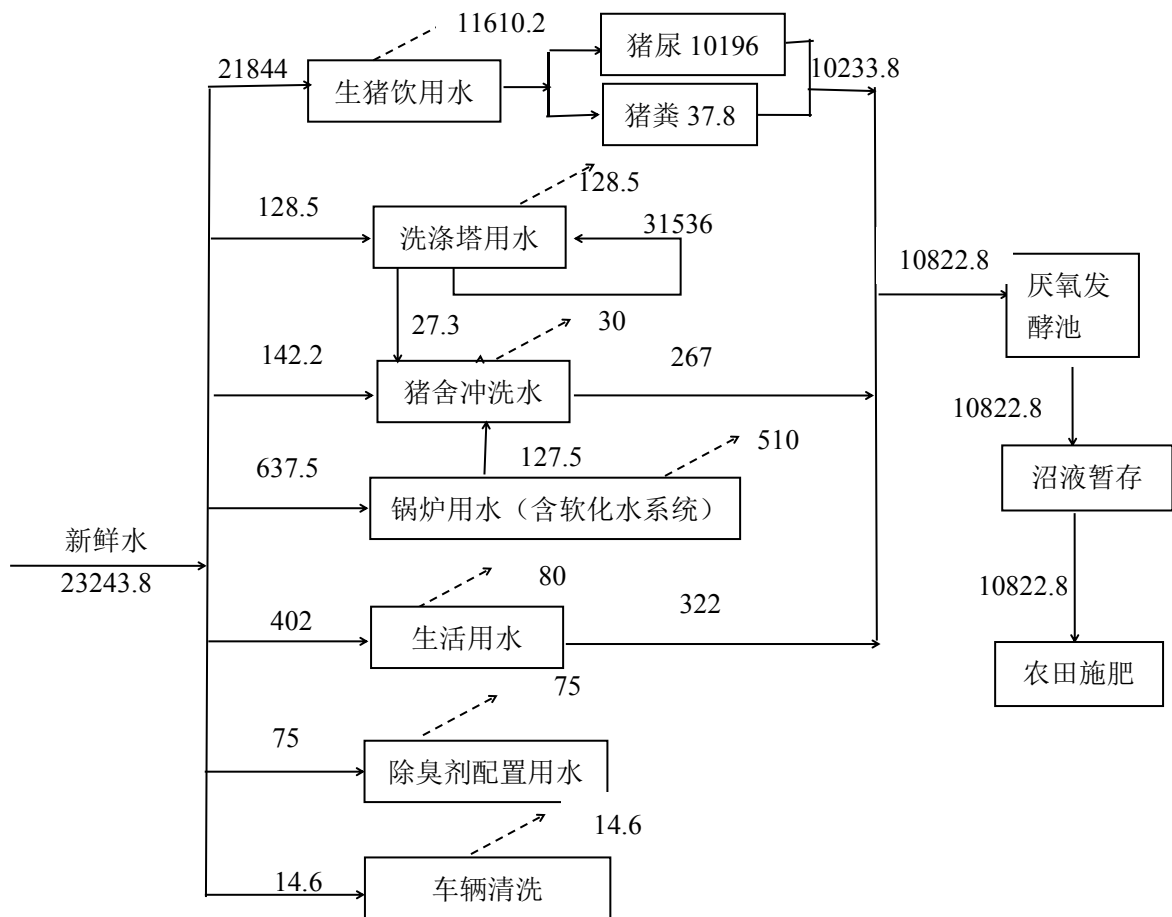 11610.2
猪尿 10196
21844
10233.8
生猪饮用水
猪粪 37.8
128.5
128.5
31536
洗涤塔用水
10822.8
厌氧发
酵池
27.3
30
142.2
267
猪舍冲洗水
10822.8
127.5
510
637.5
锅炉用水（含软化水系统）
沼液暂存
新鲜水
23243.8
80
322
10822.8
402
生活用水
农田施肥
75
75
除臭剂配置用水
14.6
14.6
车辆清洗